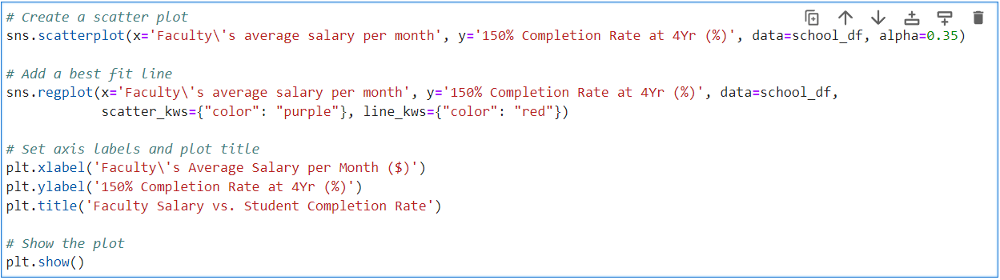 # Create a scatter plot
sns.scatterplot(x='Faculty\'s average salary per month', y='150% Completion Rate at 4Yr (%)', data=school_df, alpha=0.35)
# Add a best fit line
sns.regplot(x='Faculty\'s average salary per month', y='150% Completion Rate at 4Yr (%)', data=school_df,
            scatter_kws={"color": "purple"}, line_kws={"color": "red"})
# Set axis labels and plot title
plt.xlabel('Faculty\'s Average Salary per Month ($)')
plt.ylabel('150% Completion Rate at 4Yr (%)')
plt.title('Faculty Salary vs. Student Completion Rate')
# Show the plot
plt.show()